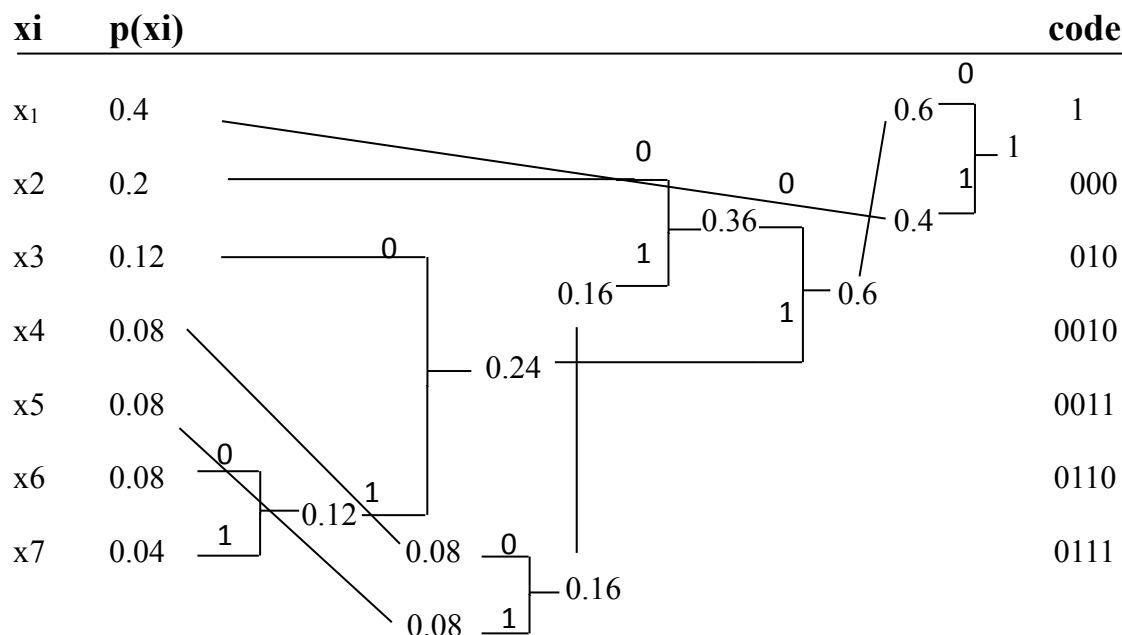 xi p(xi) code
0
x1 0.4 0.6 1
1
0
x2 0.2 0 1 000
0.36 0.4
x3 0.12 0 1 010
0.16 0.6
x4 0.08 1 0010
0.24
x5 0.08 0011
0
x6 0.08 0110
1
0.12
x7 0.04 1 0.08 0 0111
0.16
0.08 1